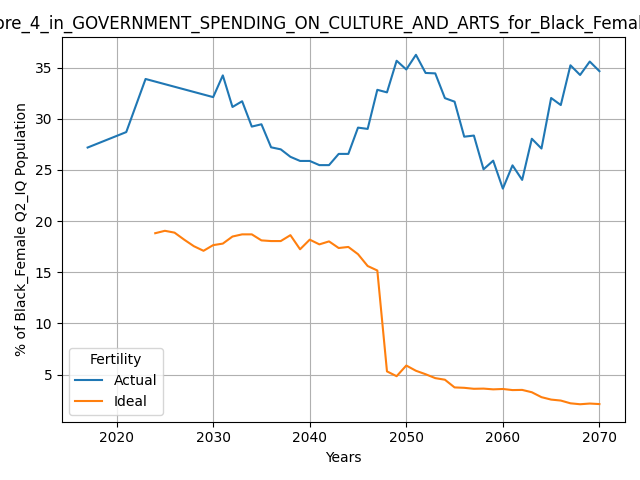 ore_4_in_GOVERNMENT_SPENDING_ON_CULTURE_AND_ARTS_for_Black_Femal
% of Black_Female Q2_IQ Population
35
30
25
20
15
10
5
Fertility
Actual
Ideal
2020 2030 2040 2050 2060 2070
Years